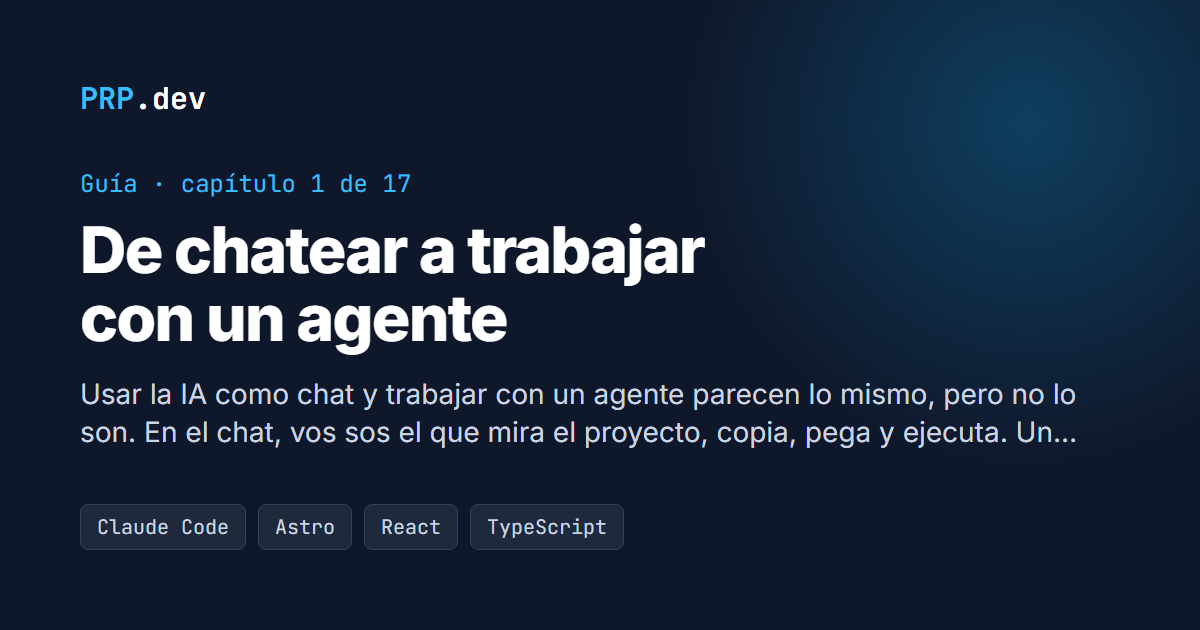 PRP.dev
Guía · capítulo 1 de 17
De chatear a trabajar
con un agente
Usar la IA como chat y trabajar con un agente parecen lo mismo, pero no lo
son. En el chat, vos sos el que mira el proyecto, copia, pega y ejecuta. Un...
Claude Code Astro React TypeScript